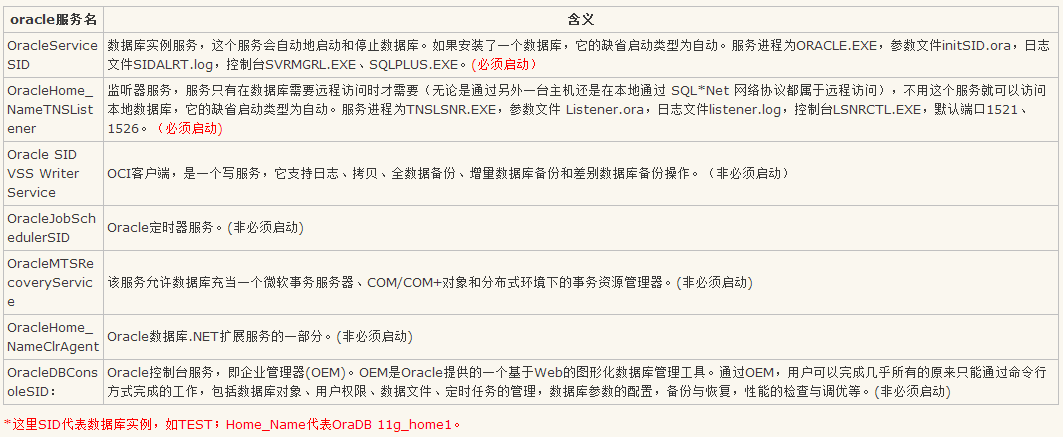 oracle服务名 含义
OracleService
SID
数据库实例服务，这个服务会自动地启动和停止数据库。如果安装了一个数据库，它的缺省启动类型为自动。服务进程为ORACLE.EXE，参数文件initSID.ora，日志
文件SIDALRT.log，控制台SVRMGRL.EXE、SQLPLUS.EXE。(必须启动）
OracleHome_
NameTNSList
ener
监听器服务，服务只有在数据库需要远程访问时才需要（无论是通过另外一台主机还是在本地通过 SQL*Net 网络协议都属于远程访问），不用这个服务就可以访问
本地数据库，它的缺省启动类型为自动。服务进程为TNSLSNR.EXE，参数文件 Listener.ora，日志文件listener.log，控制台LSNRCTL.EXE，默认端口1521、
1526。（必须启动)
Oracle SID
VSS Writer
Service
OCI客户端，是一个写服务，它支持日志、拷贝、全数据备份、增量数据库备份和差别数据库备份操作。（非必须启动）
OracleJobSch
edulerSID
Oracle定时器服务。(非必须启动)
OracleMTSRe
coveryServic
e
该服务允许数据库充当一个微软事务服务器、COM/COM+对象和分布式环境下的事务资源管理器。(非必须启动)
OracleHome_
NameClrAgent
Oracle数据库.NET扩展服务的一部分。(非必须启动)
OracleDBCons
oleSID：
Oracle控制台服务，即企业管理器(OEM)。OEM是Oracle提供的一个基于Web的图形化数据库管理工具。通过OEM，用户可以完成几乎所有的原来只能通过命令行
方式完成的工作，包括数据库对象、用户权限、数据文件、定时任务的管理，数据库参数的配置，备份与恢复，性能的检查与调优等。(非必须启动)
*这里SID代表数据库实例，如TEST；Home_Name代表OraDB 11g_home1。